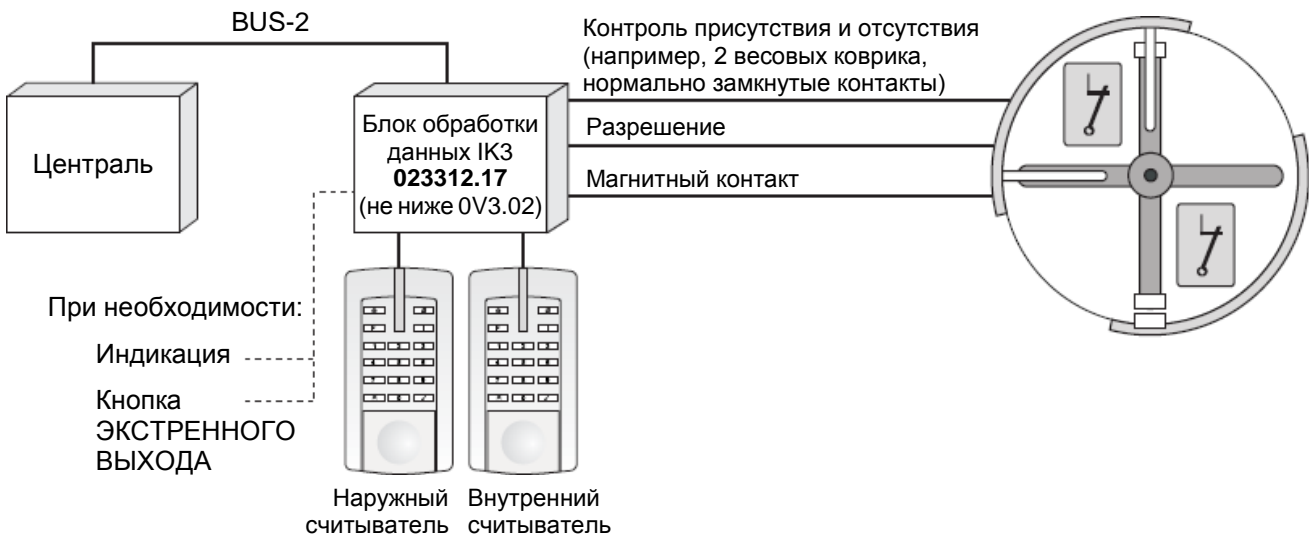 BUS-2
Контроль присутствия и отсутствия
(например, 2 весовых коврика,
нормально замкнутые контакты)
Централь
Блок обработки
данных IK3
023312.17
(не ниже 0V3.02)
Разрешение
Магнитный контакт
При необходимости:
Индикация
Кнопка
ЭКСТРЕННОГО
ВЫХОДА
Наружный
считыватель
Внутренний
считыватель